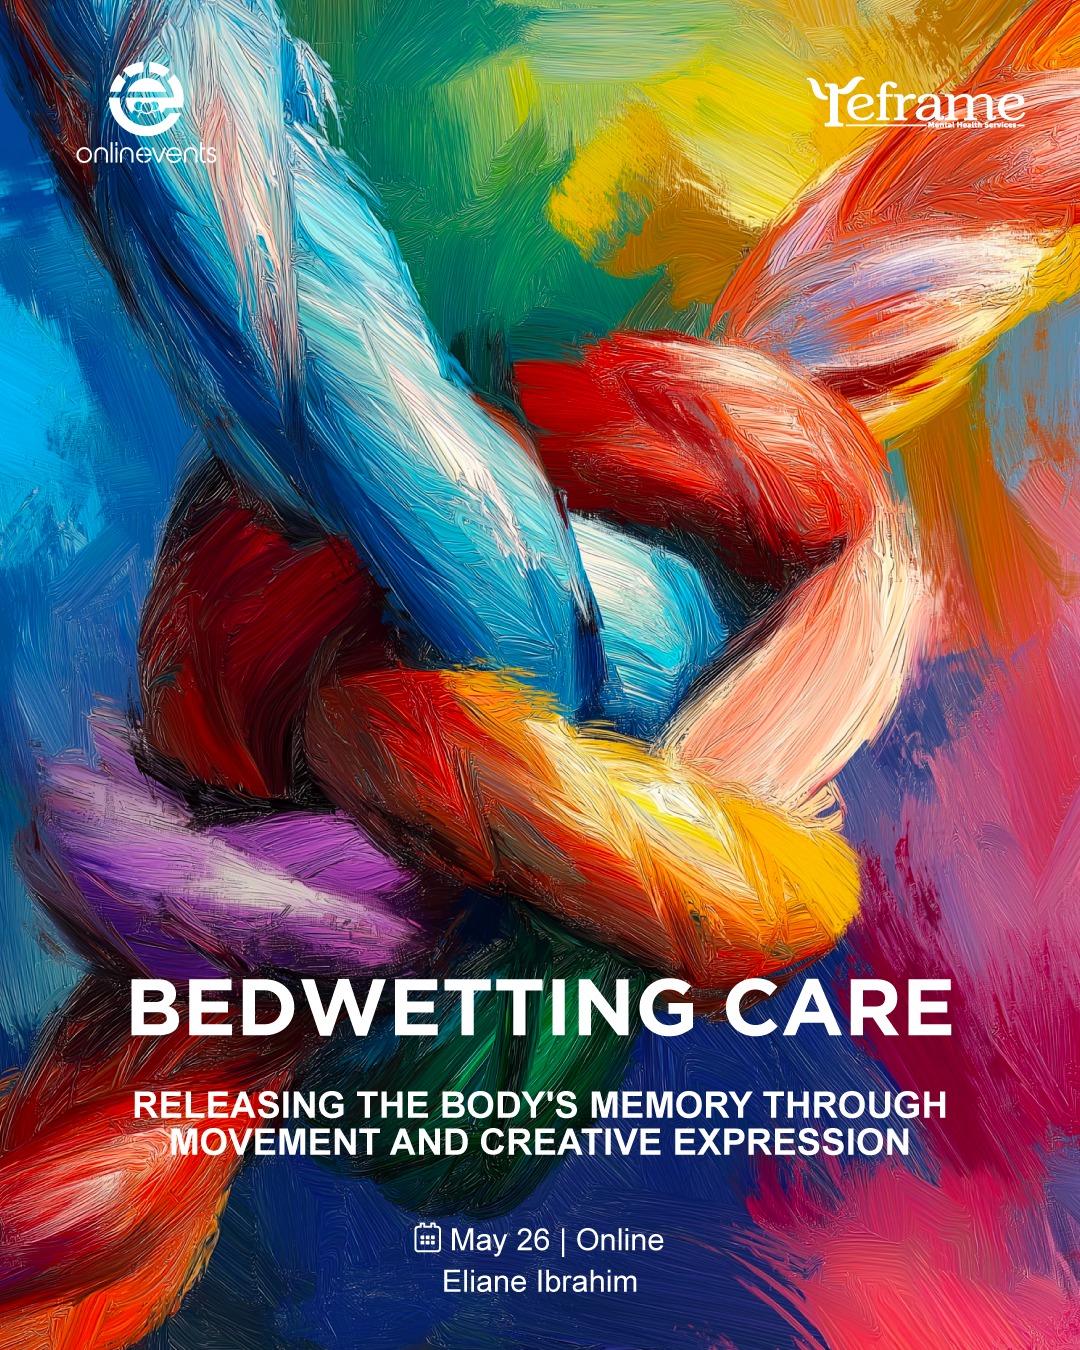 onlinevents
reframe
Mental Health Services
BEDWETTING CARE
RELEASING THE BODY'S MEMORY THROUGH
MOVEMENT AND CREATIVE EXPRESSION
May 26 | Online
Eliane Ibrahim